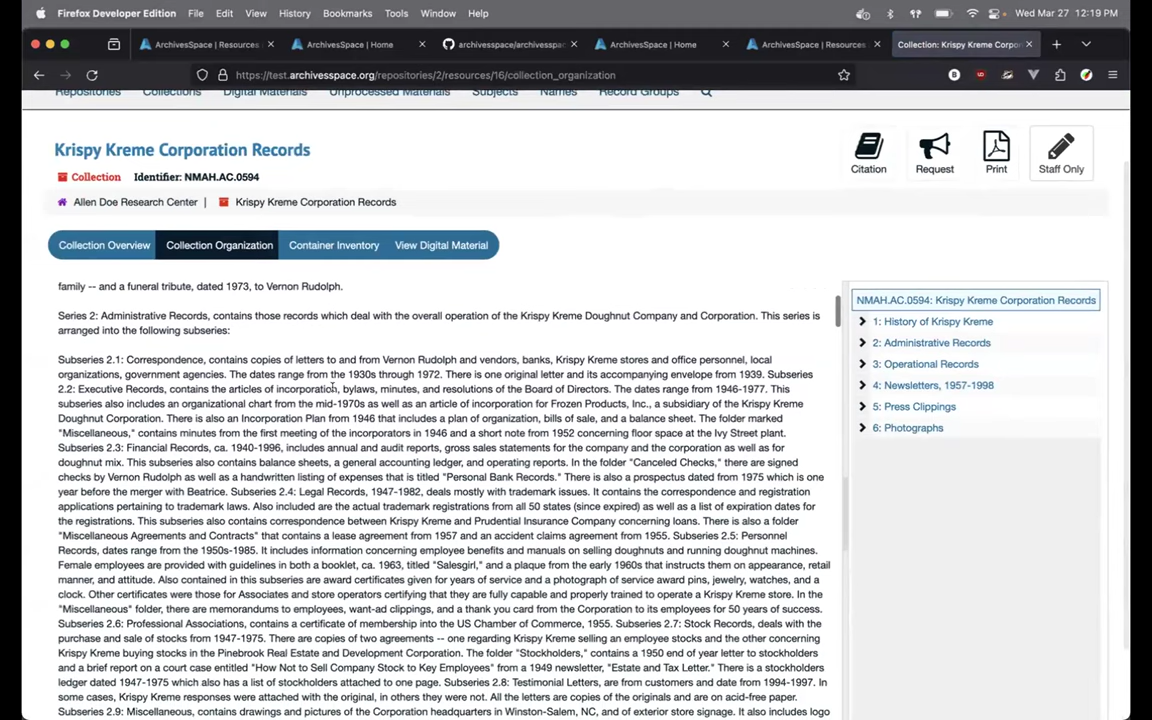 Firefox Developer Edition File Edit View History Bookmarks Tools Window Help Wed Mar 27 12:19 PM
ArchivesSpace | Resources ArchivesSpace | Home archivesspace/archivesspa ArchivesSpace | Home ArchivesSpace | Resources Collection: Krispy Kreme Corpor
https://test.archivesspace.org/repositories/2/resources/16/collection_organization
Repositories Collections Digital Materials Unprocessed Materials Subjects Names Record Groups
Krispy Kreme Corporation Records
Collection Identifier: NMAH.AC.0594
Citation Request Print Staff Only
Allen Doe Research Center | Krispy Kreme Corporation Records
Collection Overview Collection Organization Container Inventory View Digital Material
family -- and a funeral tribute, dated 1973, to Vernon Rudolph.
Series 2: Administrative Records, contains those records which deal with the overall operation of the Krispy Kreme Doughnut Company and Corporation. This series is
arranged into the following subseries:
Subseries 2.1: Correspondence, contains copies of letters to and from Vernon Rudolph and vendors, banks, Krispy Kreme stores and office personnel, local
organizations, government agencies. The dates range from the 1930s through 1972. There is one original letter and its accompanying envelope from 1939. Subseries
2.2: Executive Records, contains the articles of incorporation, bylaws, minutes, and resolutions of the Board of Directors. The dates range from 1946-1977. This
subseries also includes an organizational chart from the mid-1970s as well as an article of incorporation for Frozen Products, Inc., a subsidiary of the Krispy Kreme
Doughnut Corporation. There is also an Incorporation Plan from 1946 that includes a plan of organization, bills of sale, and a balance sheet. The folder marked
"Miscellaneous," contains minutes from the first meeting of the incorporators in 1946 and a short note from 1952 concerning floor space at the Ivy Street plant.
Subseries 2.3: Financial Records, ca. 1940-1996, includes annual and audit reports, gross sales statements for the company and the corporation as well as for
doughnut mix. This subseries also contains balance sheets, a general accounting ledger, and operating reports. In the folder "Canceled Checks," there are signed
checks by Vernon Rudolph as well as a handwritten listing of expenses that is titled "Personal Bank Records." There is also a prospectus dated from 1975 which is one
year before the merger with Beatrice. Subseries 2.4: Legal Records, 1947-1982, deals mostly with trademark issues. It contains the correspondence and registration
applications pertaining to trademark laws. Also included are the actual trademark registrations from all 50 states (since expired) as well as a list of expiration dates for
the registrations. This subseries also contains correspondence between Krispy Kreme and Prudential Insurance Company concerning loans. There is also a folder
"Miscellaneous Agreements and Contracts" that contains a lease agreement from 1957 and an accident claims agreement from 1955. Subseries 2.5: Personnel
Records, dates range from the 1950s-1985. It includes information concerning employee benefits and manuals on selling doughnuts and running doughnut machines.
Female employees are provided with guidelines in both a booklet, ca. 1963, titled "Salesgirl," and a plaque from the early 1960s that instructs them on appearance, retail
manner, and attitude. Also contained in this subseries are award certificates given for years of service and a photograph of service award pins, jewelry, watches, and a
clock. Other certificates were those for Associates and store operators certifying that they are fully capable and properly trained to operate a Krispy Kreme store. In the
"Miscellaneous" folder, there are memorandums to employees, want-ad clippings, and a thank you card from the Corporation to its employees for 50 years of success.
Subseries 2.6: Professional Associations, contains a certificate of membership into the US Chamber of Commerce, 1955. Subseries 2.7: Stock Records, deals with the
purchase and sale of stocks from 1947-1975. There are copies of two agreements -- one regarding Krispy Kreme selling an employee stocks and the other concerning
Krispy Kreme buying stocks in the Pinebrook Real Estate and Development Corporation. The folder "Stockholders," contains a 1950 end of year letter to stockholders
and a brief report on a court case entitled "How Not to Sell Company Stock to Key Employees" from a 1949 newsletter, "Estate and Tax Letter." There is a stockholders
ledger dated 1947-1975 which also has a list of stockholders attached to one page. Subseries 2.8: Testimonial Letters, are from customers and date from 1994-1997. In
some cases, Krispy Kreme responses were attached with the original, in others they were not. All the letters are copies of the originals and are on acid-free paper.
Subseries 2.9: Miscellaneous, contains drawings and pictures of the Corporation headquarters in Winston-Salem, NC, and of exterior store signage. It also includes logo
NMAH.AC.0594: Krispy Kreme Corporation Records
1: History of Krispy Kreme
2: Administrative Records
3: Operational Records
4: Newsletters, 1957-1998
5: Press Clippings
6: Photographs